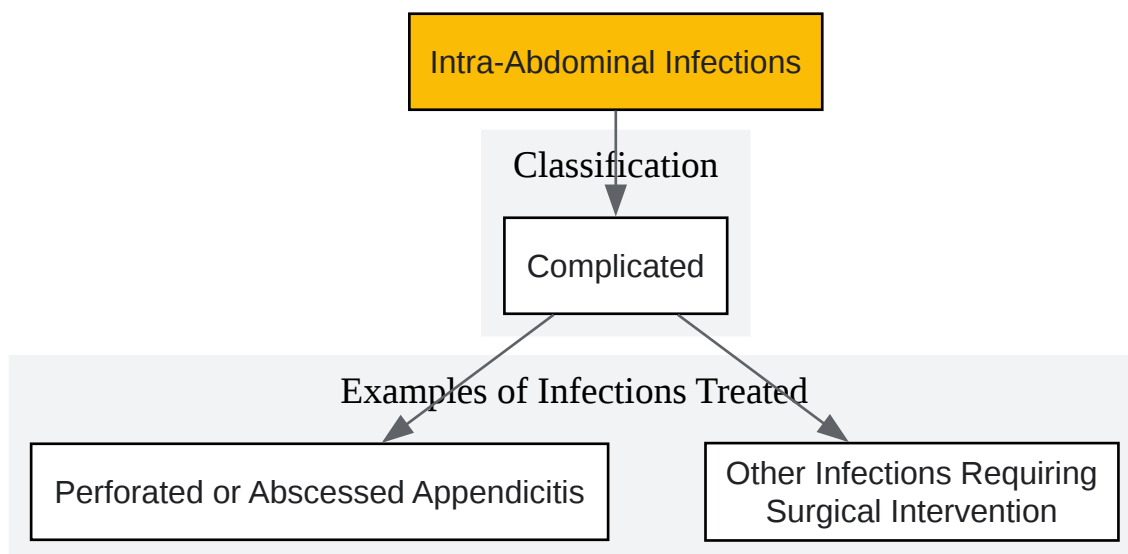 Intra-Abdominal Infections
Classification
Complicated
Examples of Infections Treated
Perforated or Abscessed Appendicitis
Other Infections Requiring
Surgical Intervention